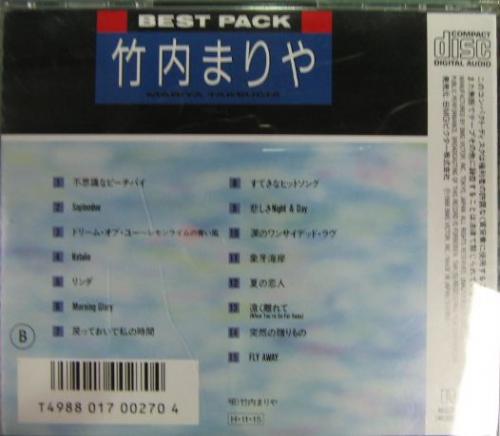 BEST PACK
竹内まりや
MARIYA TAKEUCHI
COMPACT
disc
DIGITAL AUDIO
1 不思議なピーチパイ
2 September
3 ドリーム・オブ・ユー〜レモンライムの青い風
4 Natalie
5 リンダ
6 Morning Glory
7 戻っておいで私の時間
8 すてきなヒットソング
9 悲しきNight & Day
10 涙のワンサイデッド・ラヴ
11 象牙海岸
12 夏の恋人
13 遠く離れて
14 突然の贈りもの
15 FLY AWAY
B
T4988 017 00270 4
竹内まりや
H·11·15